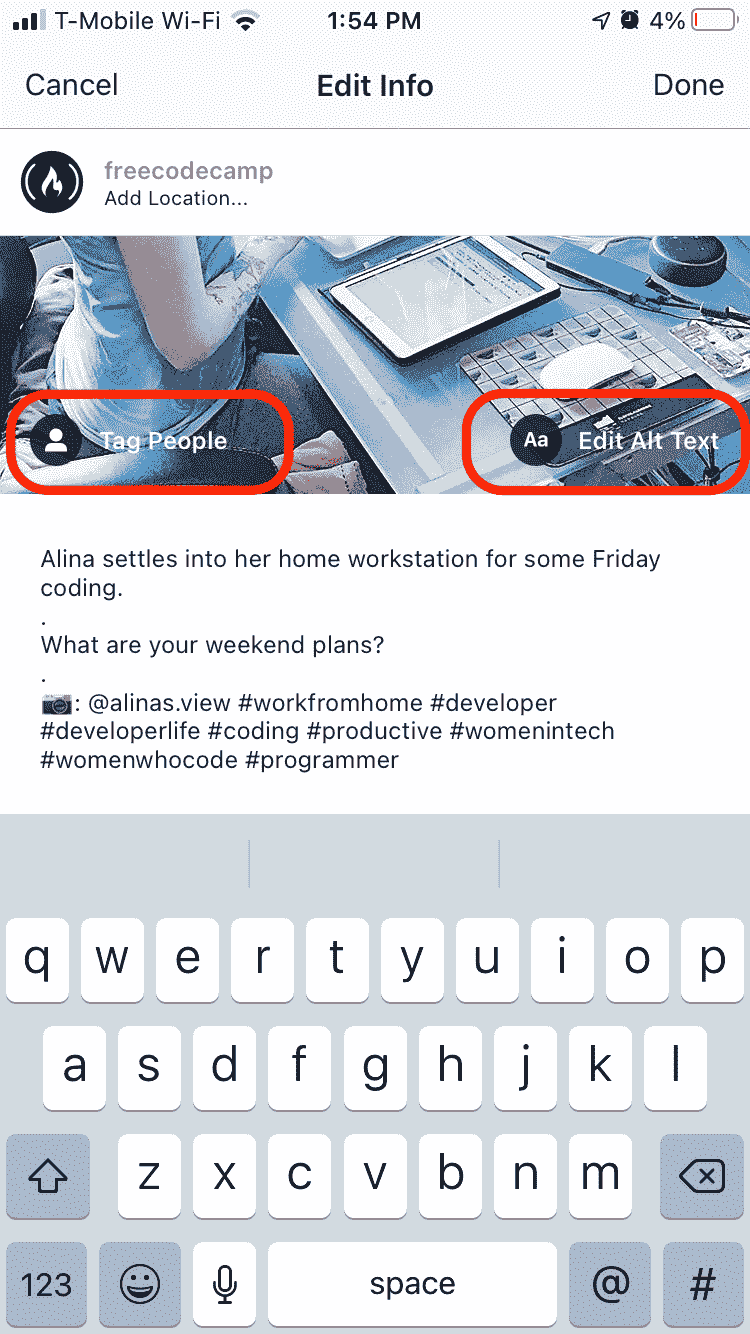 T-Mobile Wi-Fi 1:54 PM 4%
Cancel Edit Info Done
freecodecamp
Add Location...
Tag People Aa Edit Alt Text
Alina settles into her home workstation for some Friday
coding.
.
What are your weekend plans?
.
📷: @alinas.view #workfromhome #developer
#developerlife #coding #productive #womenintech
#womenwhocode #programmer
q w e r t y u i o p
a s d f g h j k l
z x c v b n m
123 space @ #